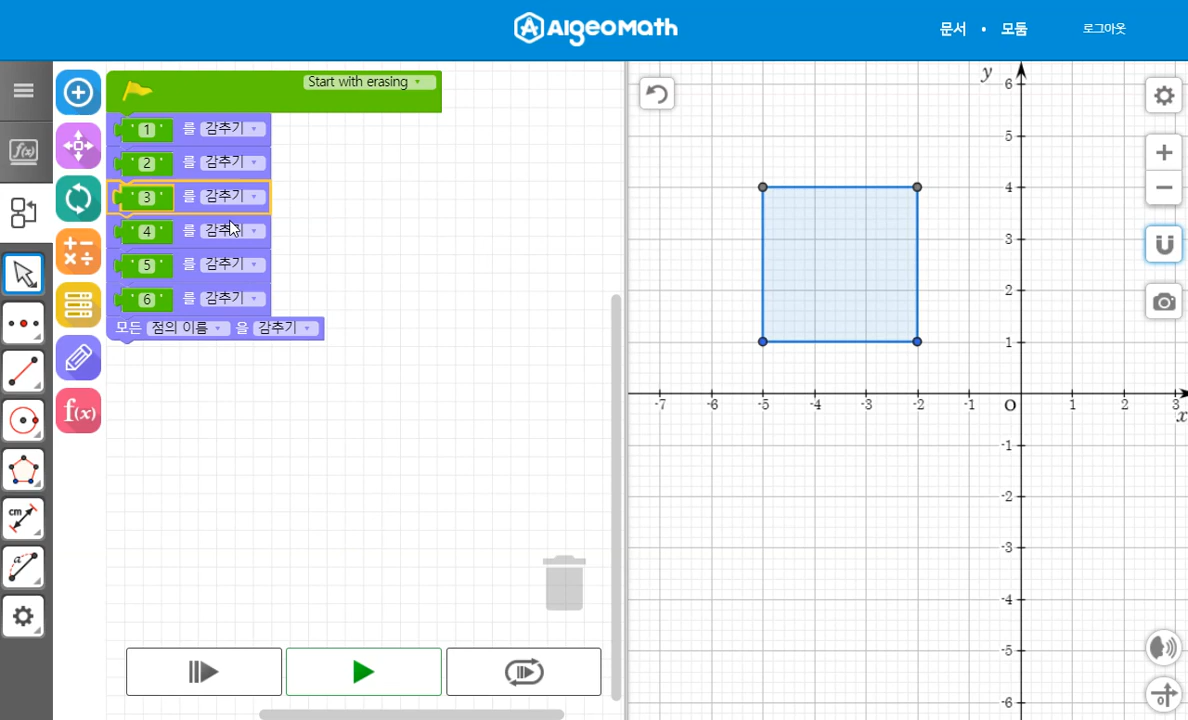 AlgeoMath
문서 • 모둠
로그아웃
f(x)
Start with erasing
' 1 ' 를 감추기
' 2 ' 를 감추기
' 3 ' 를 감추기
' 4 ' 를 감추기
' 5 ' 를 감추기
' 6 ' 를 감추기
모든 점의 이름 을 감추기
f(x)
cm
a
y
6
5
4
3
2
1
-7 -6 -5 -4 -3 -2 -1 O 1 2 3
x
-1
-2
-3
-4
-5
-6